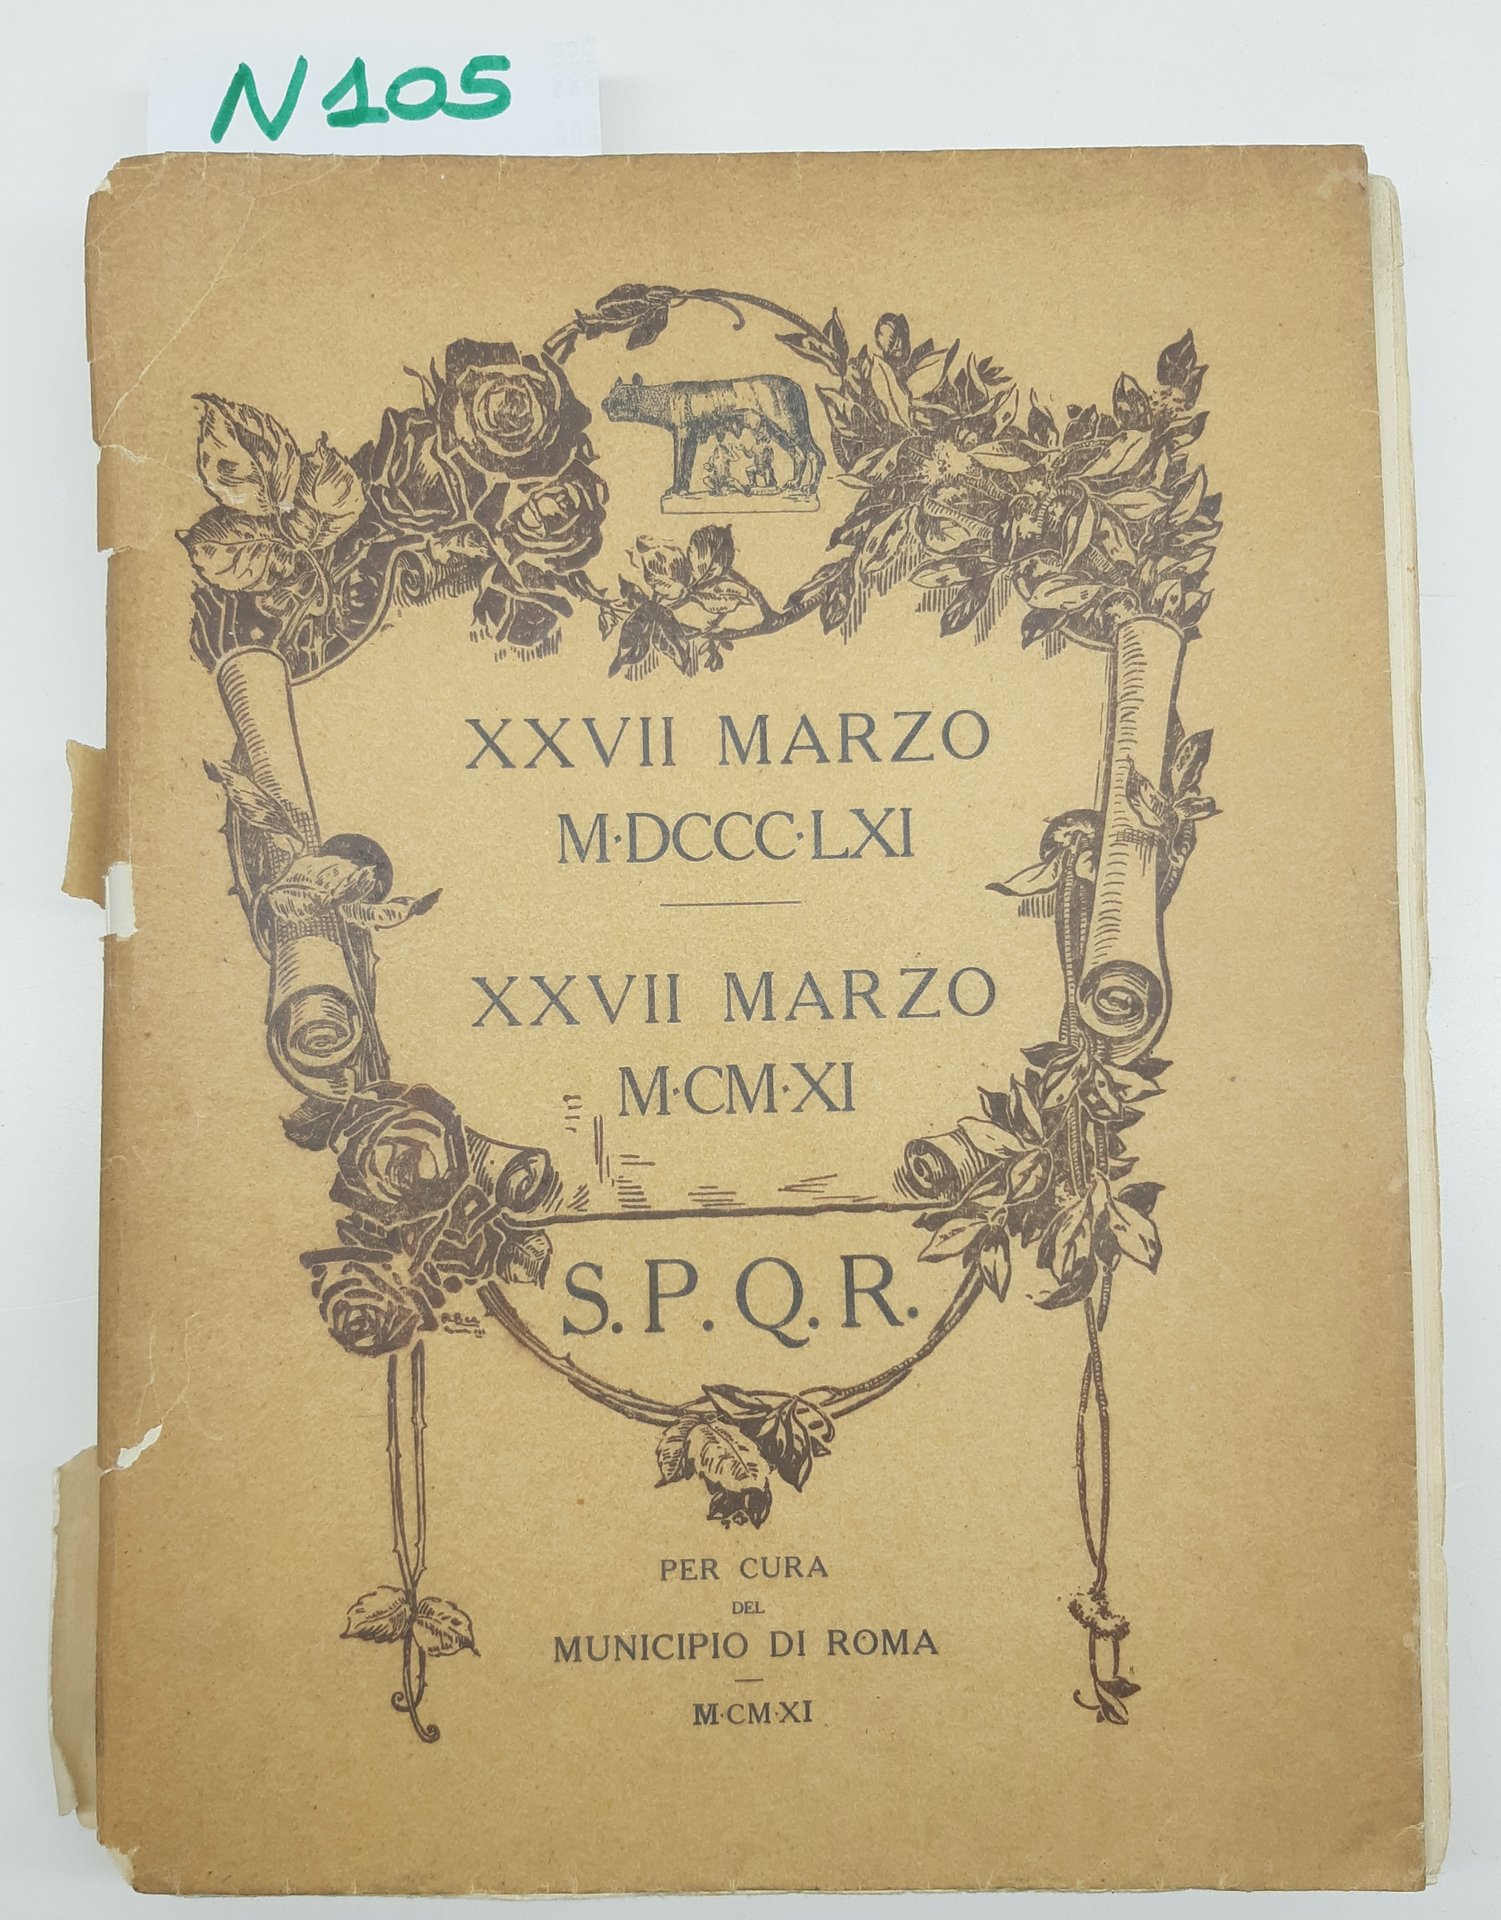 N105
XXVII MARZO
M·DCCC·LXI
XXVII MARZO
M·CM·XI
S.P.Q.R.
PER CURA
DEL
MUNICIPIO DI ROMA
M·CM·XI